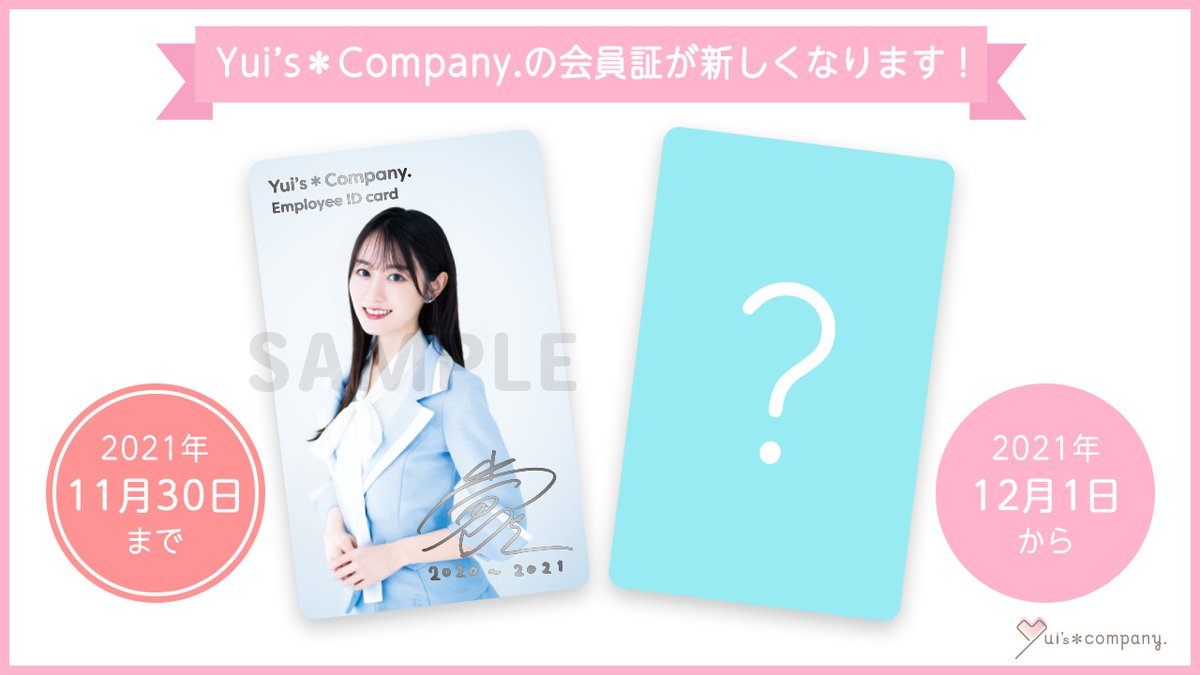 Yui's＊Company.の会員証が新しくなります！
Yui's＊Company.
Employee ID card
SAMPLE
2020~2021
2021年
11月30日
まで
?
2021年
12月1日
から
Yui's＊company.